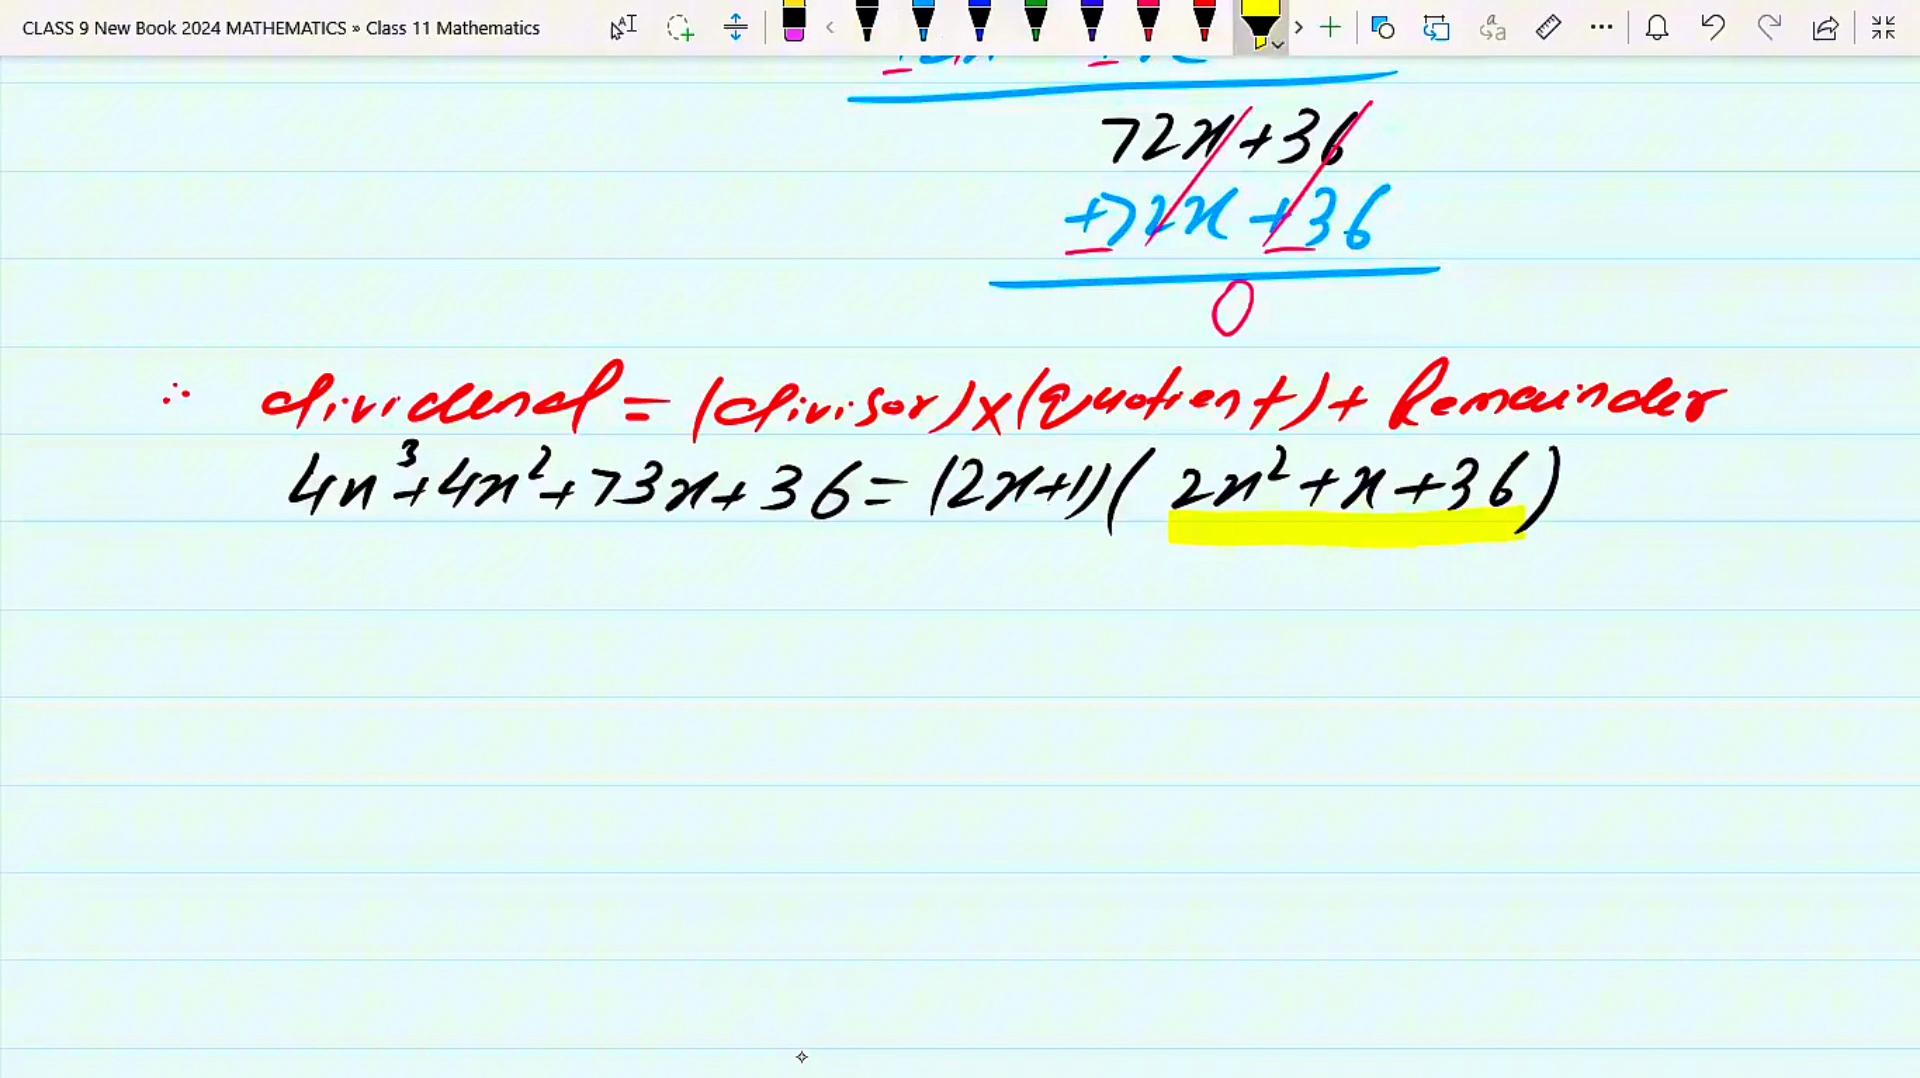 CLASS 9 New Book 2024 MATHEMATICS » Class 11 Mathematics
72x+36
+72x+36
0
∴ dividend = (divisor)×(quotient)+Remainder
4x³+4x²+73x+36=(2x+1)(2x²+x+36)